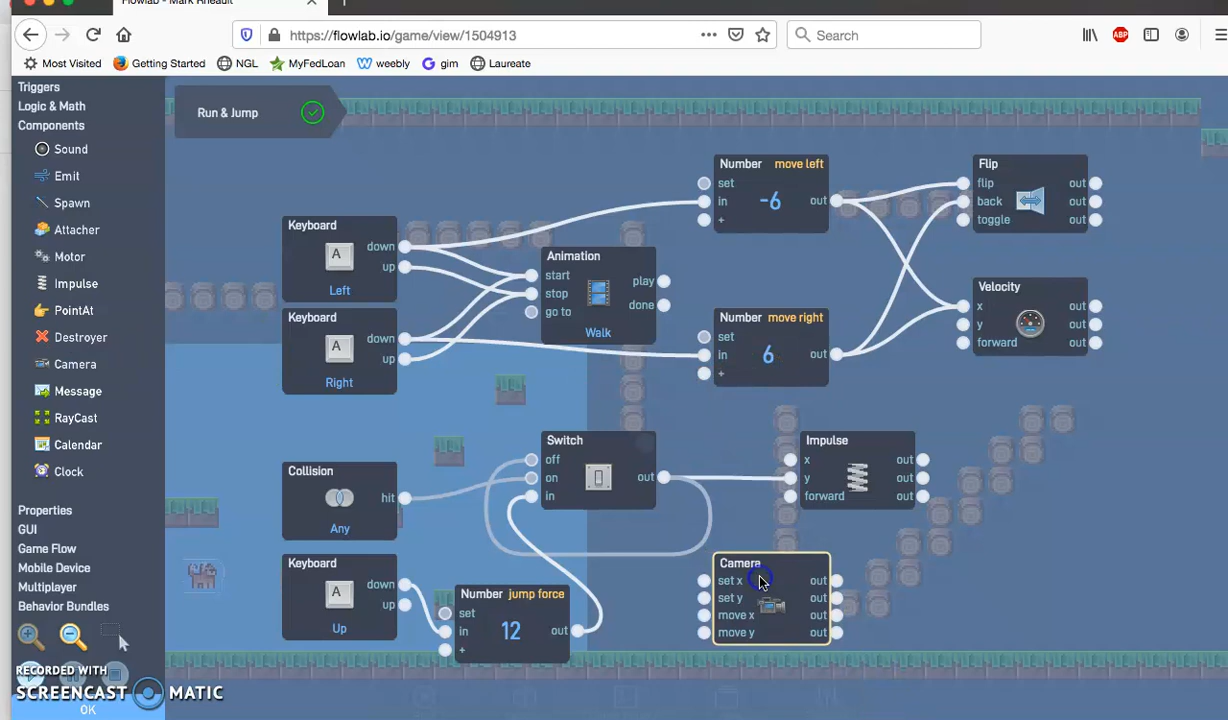 Flowlab - Mark Rheault
https://flowlab.io/game/view/1504913
Search
ABP
Most Visited
Getting Started
NGL
MyFedLoan
weebly
gim
Laureate
Triggers
Logic & Math
Components
Sound
Emit
Spawn
Attacher
Motor
Impulse
PointAt
Destroyer
Camera
Message
RayCast
Calendar
Clock
Properties
GUI
Game Flow
Mobile Device
Multiplayer
Behavior Bundles
RECORDED WITH
SCREENCAST MATIC
OK
Run & Jump
Keyboard
down
A
up
Left
Keyboard
down
A
up
Right
Animation
start
play
stop
done
go to
Walk
Number move left
set
-6
in
out
+
Number move right
set
6
in
out
+
Flip
flip out
back out
toggle out
Velocity
x out
y out
forward out
Collision
hit
Any
Keyboard
down
A
up
Up
Switch
off
on
out
in
Number jump force
set
12
in
out
+
Impulse
x out
y out
forward out
Camera
set x out
set y out
move x out
move y out